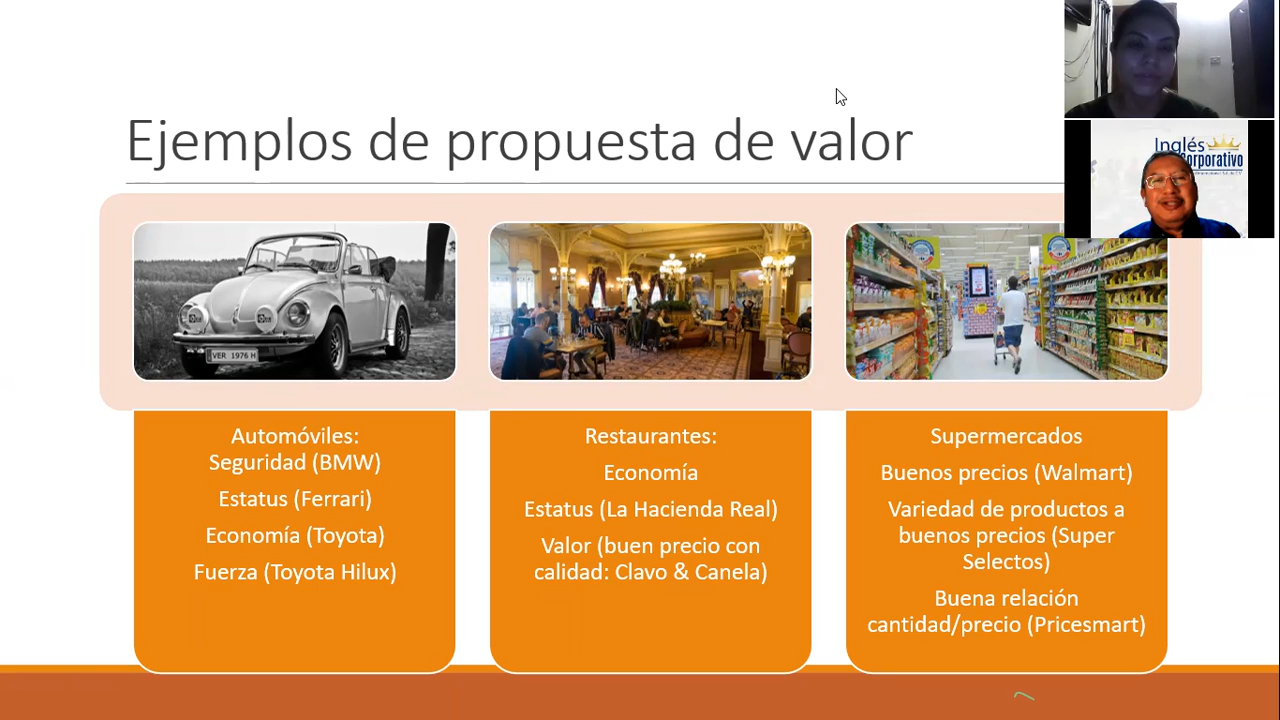 Ejemplos de propuesta de valor
Inglés
Corporativo
VER 1976 H
Automóviles:
Seguridad (BMW)
Estatus (Ferrari)
Economía (Toyota)
Fuerza (Toyota Hilux)
Restaurantes:
Economía
Estatus (La Hacienda Real)
Valor (buen precio con
calidad: Clavo & Canela)
Supermercados
Buenos precios (Walmart)
Variedad de productos a
buenos precios (Super
Selectos)
Buena relación
cantidad/precio (Pricesmart)